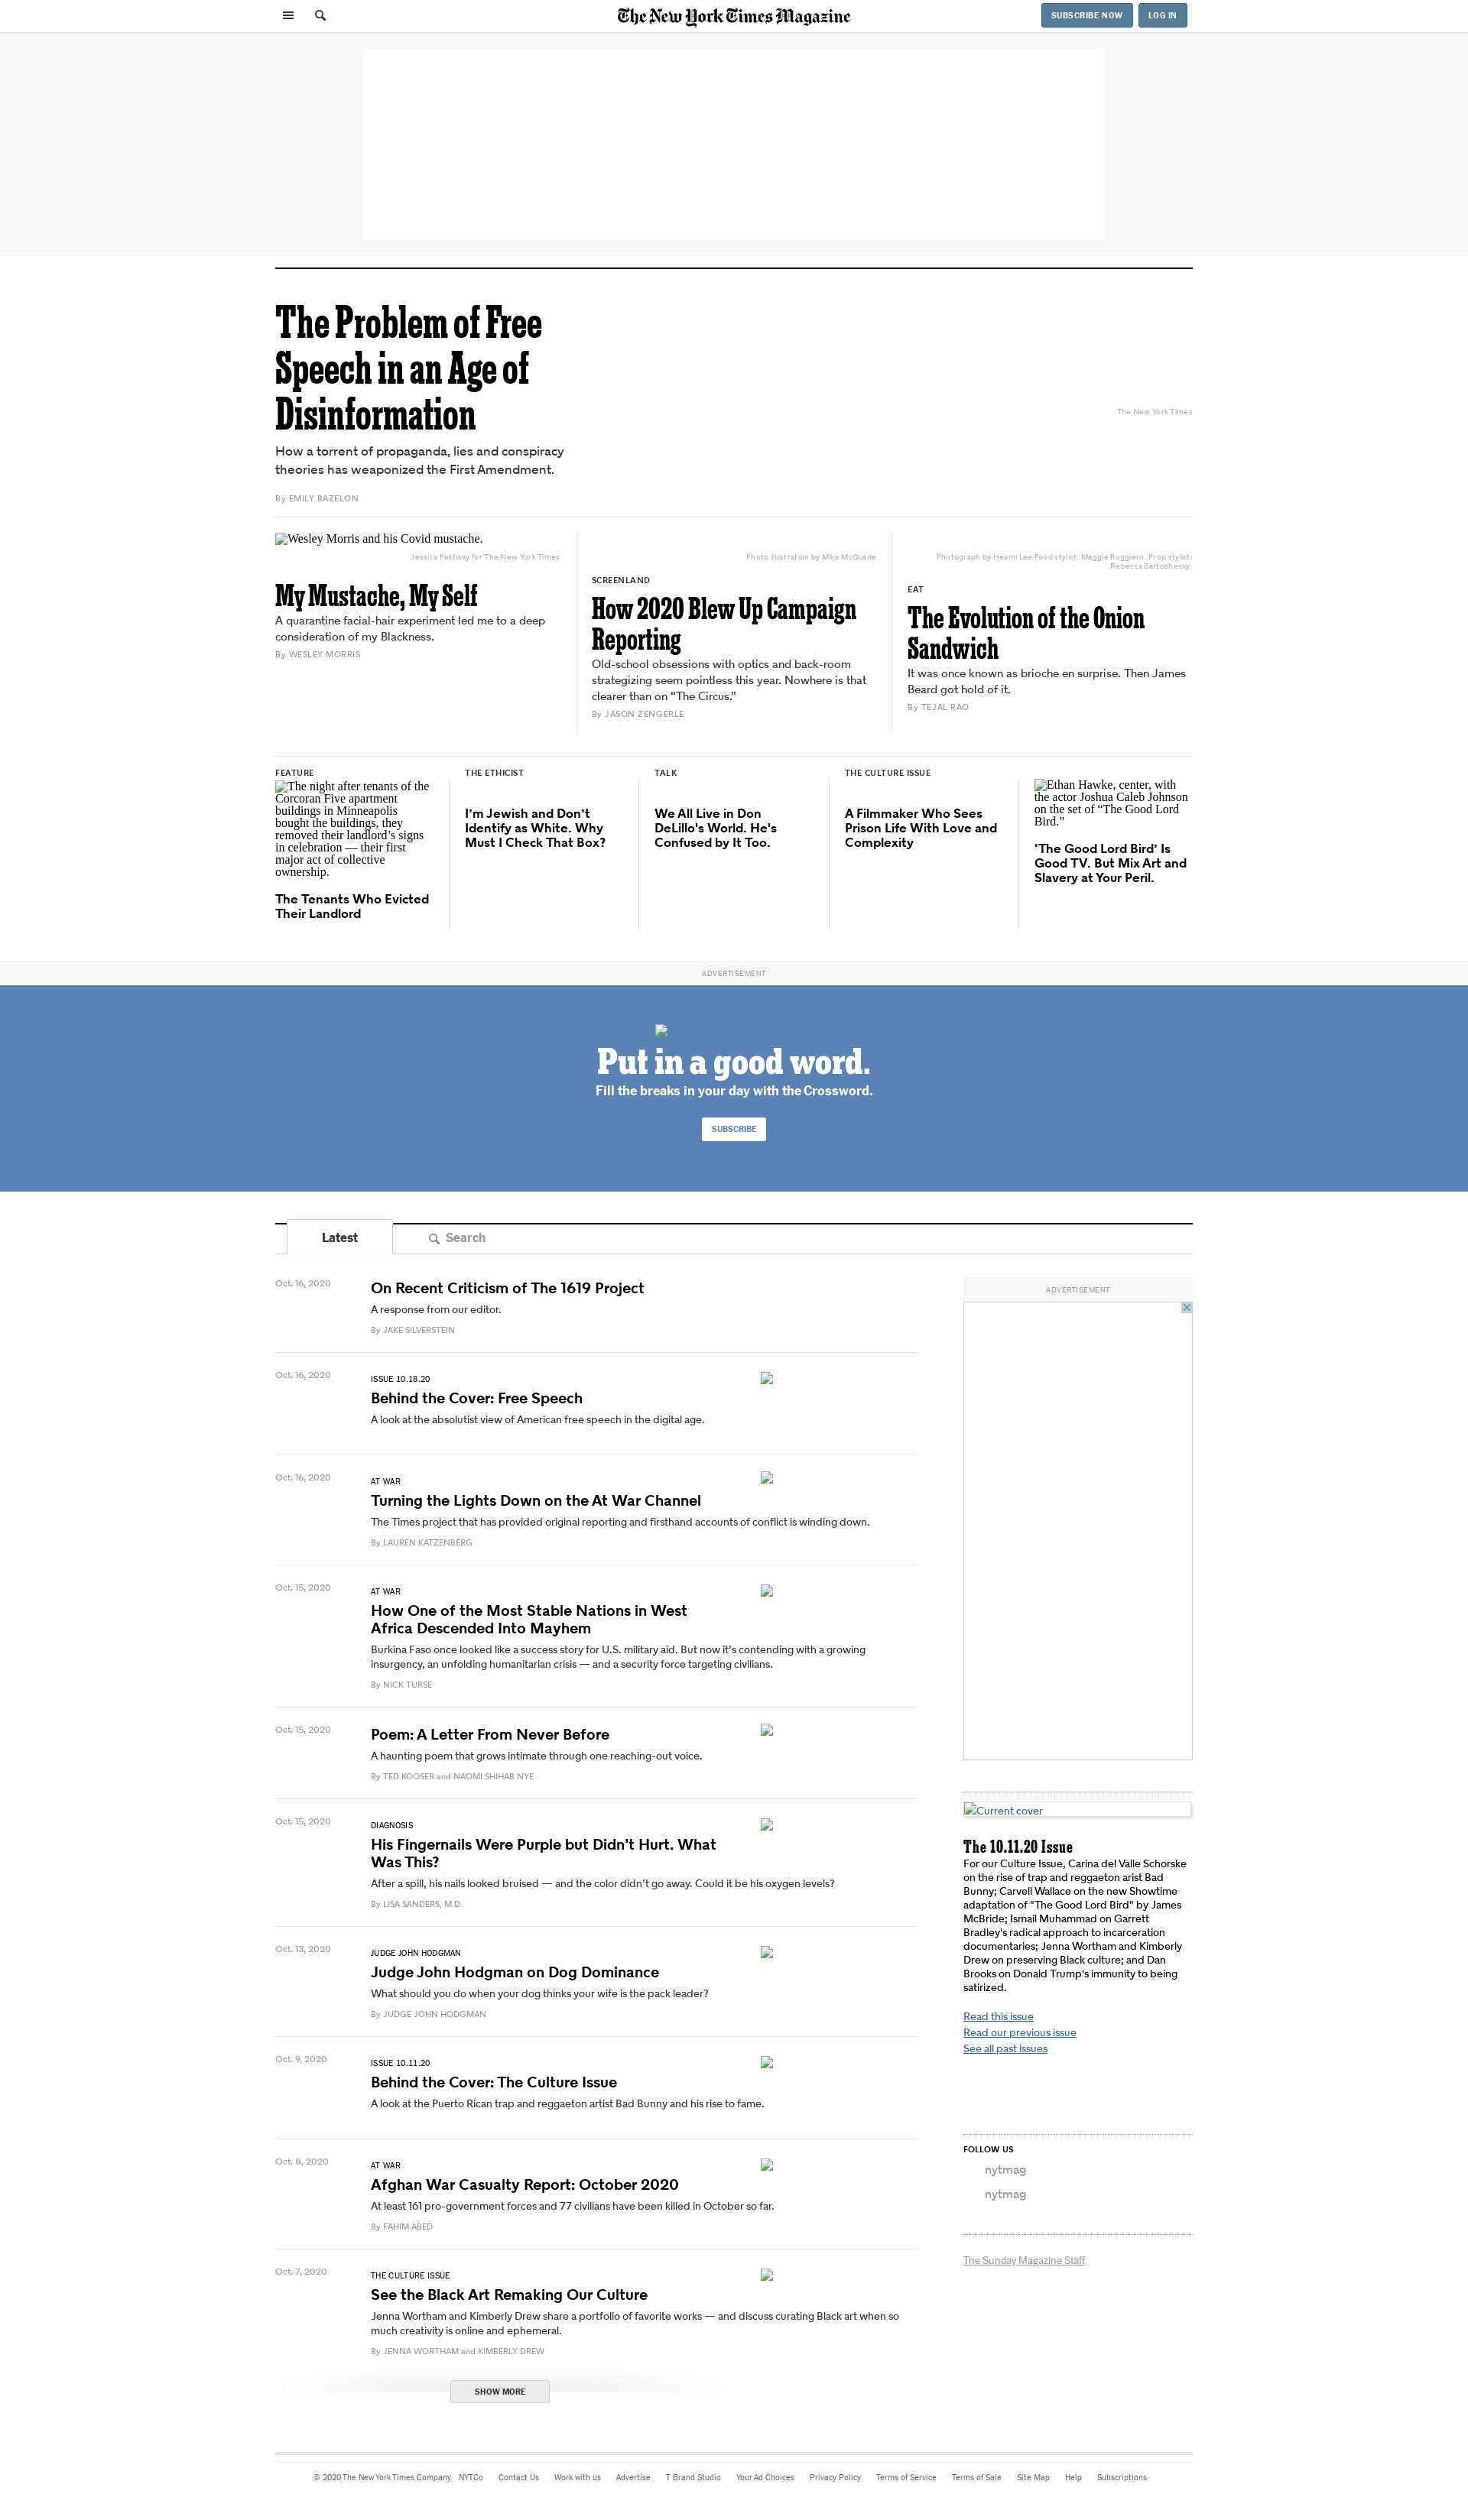 The New York Times Magazine
SUBSCRIBE NOW
LOG IN
The Problem of Free
Speech in an Age of
Disinformation
How a torrent of propaganda, lies and conspiracy
theories has weaponized the First Amendment.
By EMILY BAZELON
The New York Times
Wesley Morris and his Covid mustache.
Jessica Pettway for The New York Times
My Mustache, My Self
A quarantine facial-hair experiment led me to a deep
consideration of my Blackness.
By WESLEY MORRIS
Photo illustration by Mike McQuade
SCREENLAND
How 2020 Blew Up Campaign
Reporting
Old-school obsessions with optics and back-room
strategizing seem pointless this year. Nowhere is that
clearer than on “The Circus.”
By JASON ZENGERLE
Photograph by Heami Lee Food stylist: Maggie Ruggiero. Prop stylist:
Rebecca Bartoshesky.
EAT
The Evolution of the Onion
Sandwich
It was once known as brioche en surprise. Then James
Beard got hold of it.
By TEJAL RAO
FEATURE
The night after tenants of the
Corcoran Five apartment
buildings in Minneapolis
bought the buildings, they
removed their landlord’s signs
in celebration — their first
major act of collective
ownership.
The Tenants Who Evicted
Their Landlord
THE ETHICIST
I’m Jewish and Don’t
Identify as White. Why
Must I Check That Box?
TALK
We All Live in Don
DeLillo's World. He's
Confused by It Too.
THE CULTURE ISSUE
A Filmmaker Who Sees
Prison Life With Love and
Complexity
Ethan Hawke, center, with
the actor Joshua Caleb Johnson
on the set of “The Good Lord
Bird.”
‘The Good Lord Bird’ Is
Good TV. But Mix Art and
Slavery at Your Peril.
ADVERTISEMENT
Put in a good word.
Fill the breaks in your day with the Crossword.
SUBSCRIBE
Latest
Search
Oct. 16, 2020
On Recent Criticism of The 1619 Project
A response from our editor.
By JAKE SILVERSTEIN
Oct. 16, 2020
ISSUE 10.18.20
Behind the Cover: Free Speech
A look at the absolutist view of American free speech in the digital age.
Oct. 16, 2020
AT WAR
Turning the Lights Down on the At War Channel
The Times project that has provided original reporting and firsthand accounts of conflict is winding down.
By LAUREN KATZENBERG
Oct. 15, 2020
AT WAR
How One of the Most Stable Nations in West
Africa Descended Into Mayhem
Burkina Faso once looked like a success story for U.S. military aid. But now it’s contending with a growing
insurgency, an unfolding humanitarian crisis — and a security force targeting civilians.
By NICK TURSE
Oct. 15, 2020
Poem: A Letter From Never Before
A haunting poem that grows intimate through one reaching-out voice.
By TED KOOSER and NAOMI SHIHAB NYE
Oct. 15, 2020
DIAGNOSIS
His Fingernails Were Purple but Didn’t Hurt. What
Was This?
After a spill, his nails looked bruised — and the color didn’t go away. Could it be his oxygen levels?
By LISA SANDERS, M.D.
Oct. 13, 2020
JUDGE JOHN HODGMAN
Judge John Hodgman on Dog Dominance
What should you do when your dog thinks your wife is the pack leader?
By JUDGE JOHN HODGMAN
Oct. 9, 2020
ISSUE 10.11.20
Behind the Cover: The Culture Issue
A look at the Puerto Rican trap and reggaeton artist Bad Bunny and his rise to fame.
Oct. 8, 2020
AT WAR
Afghan War Casualty Report: October 2020
At least 161 pro-government forces and 77 civilians have been killed in October so far.
By FAHIM ABED
Oct. 7, 2020
THE CULTURE ISSUE
See the Black Art Remaking Our Culture
Jenna Wortham and Kimberly Drew share a portfolio of favorite works — and discuss curating Black art when so
much creativity is online and ephemeral.
By JENNA WORTHAM and KIMBERLY DREW
SHOW MORE
ADVERTISEMENT
Current cover
The 10.11.20 Issue
For our Culture Issue, Carina del Valle Schorske
on the rise of trap and reggaeton arist Bad
Bunny; Carvell Wallace on the new Showtime
adaptation of "The Good Lord Bird" by James
McBride; Ismail Muhammad on Garrett
Bradley's radical approach to incarceration
documentaries; Jenna Wortham and Kimberly
Drew on preserving Black culture; and Dan
Brooks on Donald Trump's immunity to being
satirized.
Read this issue
Read our previous issue
See all past issues
FOLLOW US
nytmag
nytmag
The Sunday Magazine Staff
© 2020 The New York Times Company NYTCo Contact Us Work with us Advertise T Brand Studio Your Ad Choices Privacy Policy Terms of Service Terms of Sale Site Map Help Subscriptions